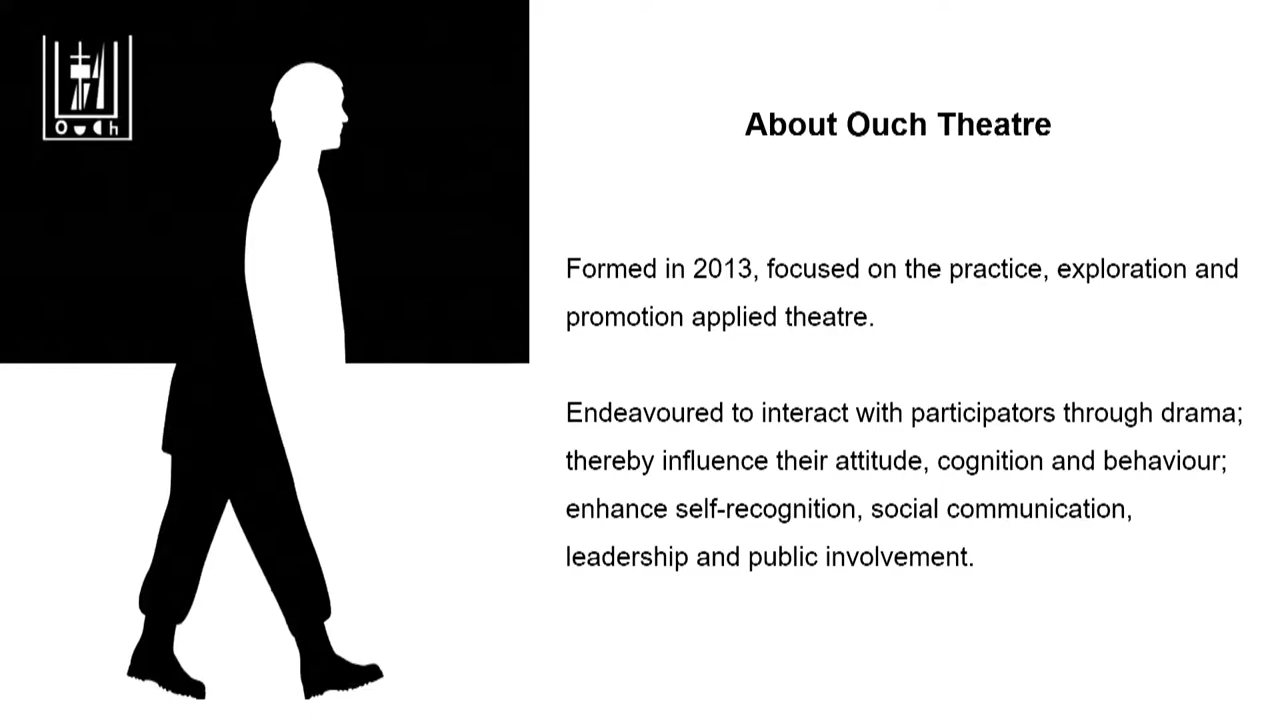 Ouch
About Ouch Theatre
Formed in 2013, focused on the practice, exploration and
promotion applied theatre.
Endeavoured to interact with participators through drama;
thereby influence their attitude, cognition and behaviour;
enhance self-recognition, social communication,
leadership and public involvement.